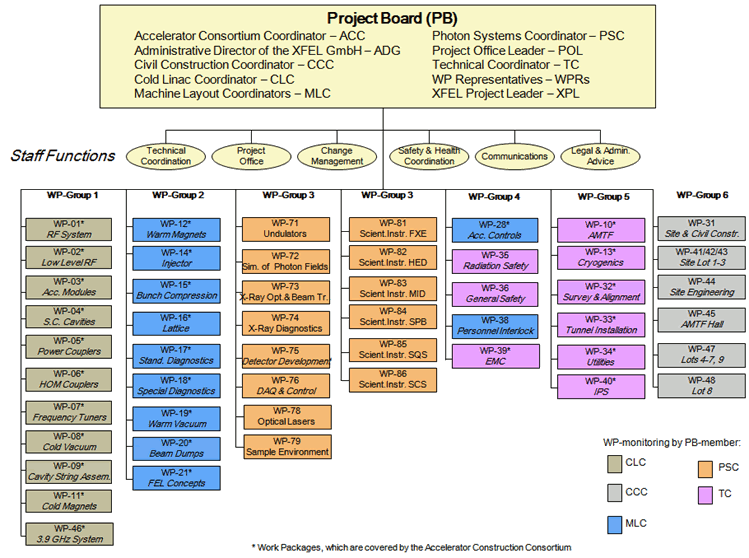 Project Board (PB)
Accelerator Consortium Coordinator – ACC
Administrative Director of the XFEL GmbH – ADG
Civil Construction Coordinator – CCC
Cold Linac Coordinator – CLC
Machine Layout Coordinators – MLC
Photon Systems Coordinator – PSC
Project Office Leader – POL
Technical Coordinator – TC
WP Representatives – WPRs
XFEL Project Leader – XPL
Staff Functions
Technical
Coordination
Project
Office
Change
Management
Safety & Health
Coordination
Communications
Legal & Admin.
Advice
WP-Group 1
WP-01*
RF System
WP-02*
Low Level RF
WP-03*
Acc. Modules
WP-04*
S.C. Cavities
WP-05*
Power Couplers
WP-06*
HOM Couplers
WP-07*
Frequency Tuners
WP-08*
Cold Vacuum
WP-09*
Cavity String Assem.
WP-11*
Cold Magnets
WP-46*
3.9 GHz System
WP-Group 2
WP-12*
Warm Magnets
WP-14*
Injector
WP-15*
Bunch Compression
WP-16*
Lattice
WP-17*
Stand. Diagnostics
WP-18*
Special Diagnostics
WP-19*
Warm Vacuum
WP-20*
Beam Dumps
WP-21*
FEL Concepts
WP-Group 3
WP-71
Undulators
WP-72
Sim. of Photon Fields
WP-73
X-Ray Opt.& Beam Tr.
WP-74
X-Ray Diagnostics
WP-75
Detector Development
WP-76
DAQ & Control
WP-78
Optical Lasers
WP-79
Sample Environment
WP-Group 3
WP-81
Scient.Instr. FXE
WP-82
Scient.Instr. HED
WP-83
Scient.Instr. MID
WP-84
Scient.Instr. SPB
WP-85
Scient.Instr. SQS
WP-86
Scient.Instr. SCS
WP-Group 4
WP-28*
Acc. Controls
WP-35
Radiation Safety
WP-36
General Safety
WP-38
Personnel Interlock
WP-39*
EMC
WP-Group 5
WP-10*
AMTF
WP-13*
Cryogenics
WP-32*
Survey & Alignment
WP-33*
Tunnel Installation
WP-34*
Utilities
WP-40*
IPS
WP-Group 6
WP-31
Site & Civil Constr.
WP-41/42/43
Site Lot 1-3
WP-44
Site Engineering
WP-45
AMTF Hall
WP-47
Lots 4-7, 9
WP-48
Lot 8
WP-monitoring by PB-member:
CLC
CCC
MLC
PSC
TC
* Work Packages, which are covered by the Accelerator Construction Consortium